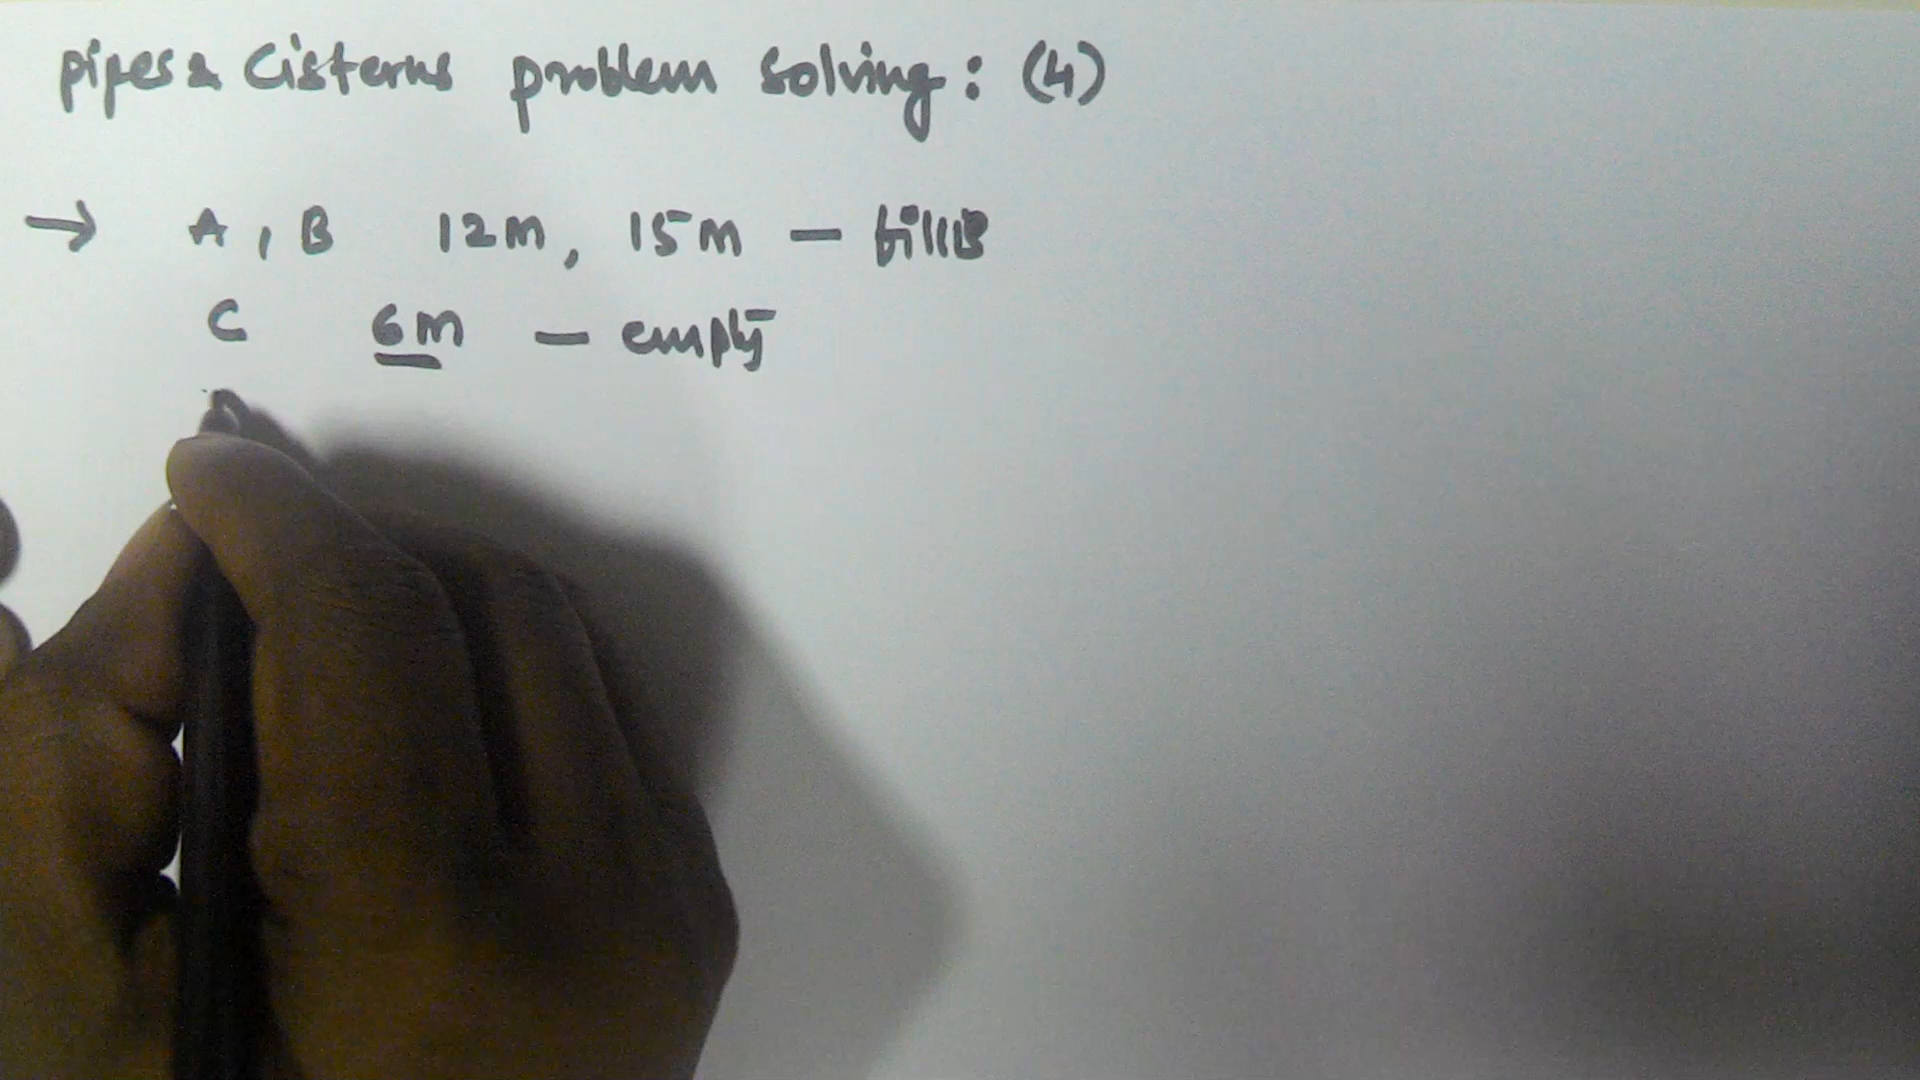 pipes & Cisterns problem solving: (4)
→ A, B 12m, 15m – fills
C 6m – empty